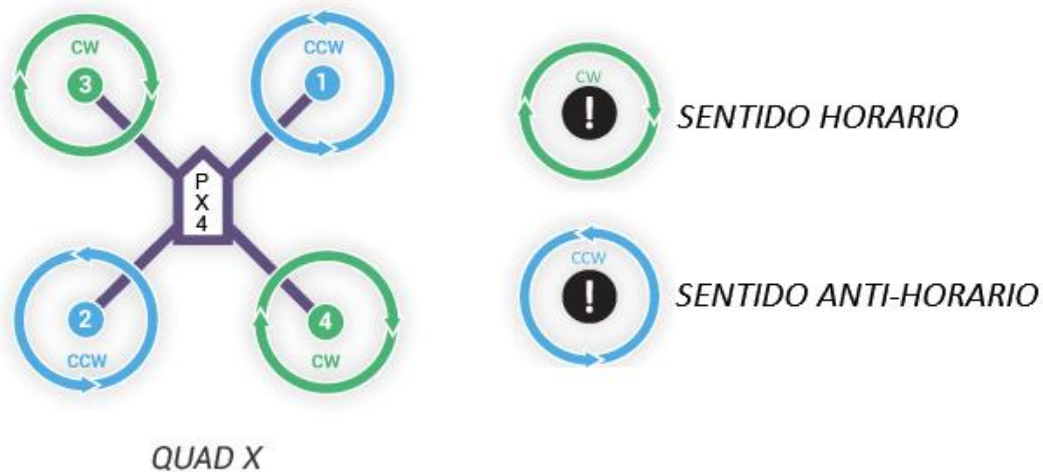 CW
3
CCW
1
CW
!
SENTIDO HORARIO
P
X
4
2
CCW
4
CW
CCW
!
SENTIDO ANTI-HORARIO
QUAD X